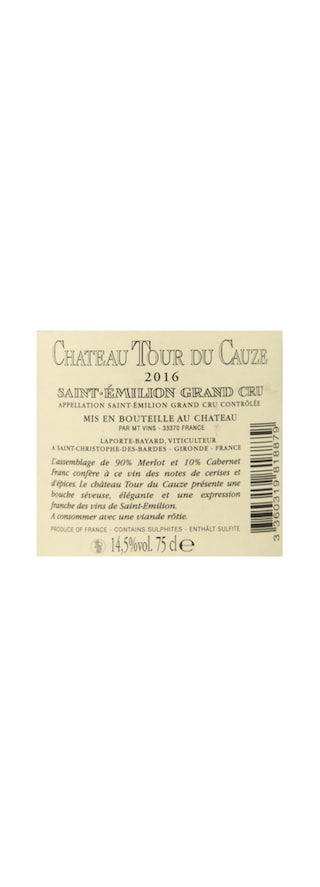 CHATEAU TOUR DU CAUZE
2016
SAINT-ÉMILION GRAND CRU
APPELLATION SAINT-ÉMILION GRAND CRU CONTRÔLÉE
MIS EN BOUTEILLE AU CHATEAU
PAR MT VINS - 33370 FRANCE
LAPORTE-BAYARD, VITICULTEUR
A SAINT-CHRISTOPHE-DES-BARDES - GIRONDE - FRANCE
L'assemblage de 90% Merlot et 10% Cabernet
Franc confère à ce vin des notes de cerises et
d'épices. Le château Tour du Cauze présente une
bouche séveuse, élégante et une expression
franche des vins de Saint-Emilion.
A consommer avec une viande rôtie.
PRODUCE OF FRANCE - CONTAINS SULPHITES - ENTHÄLT SULFITE
14,5%vol. 75 cl e
3 360319 818879